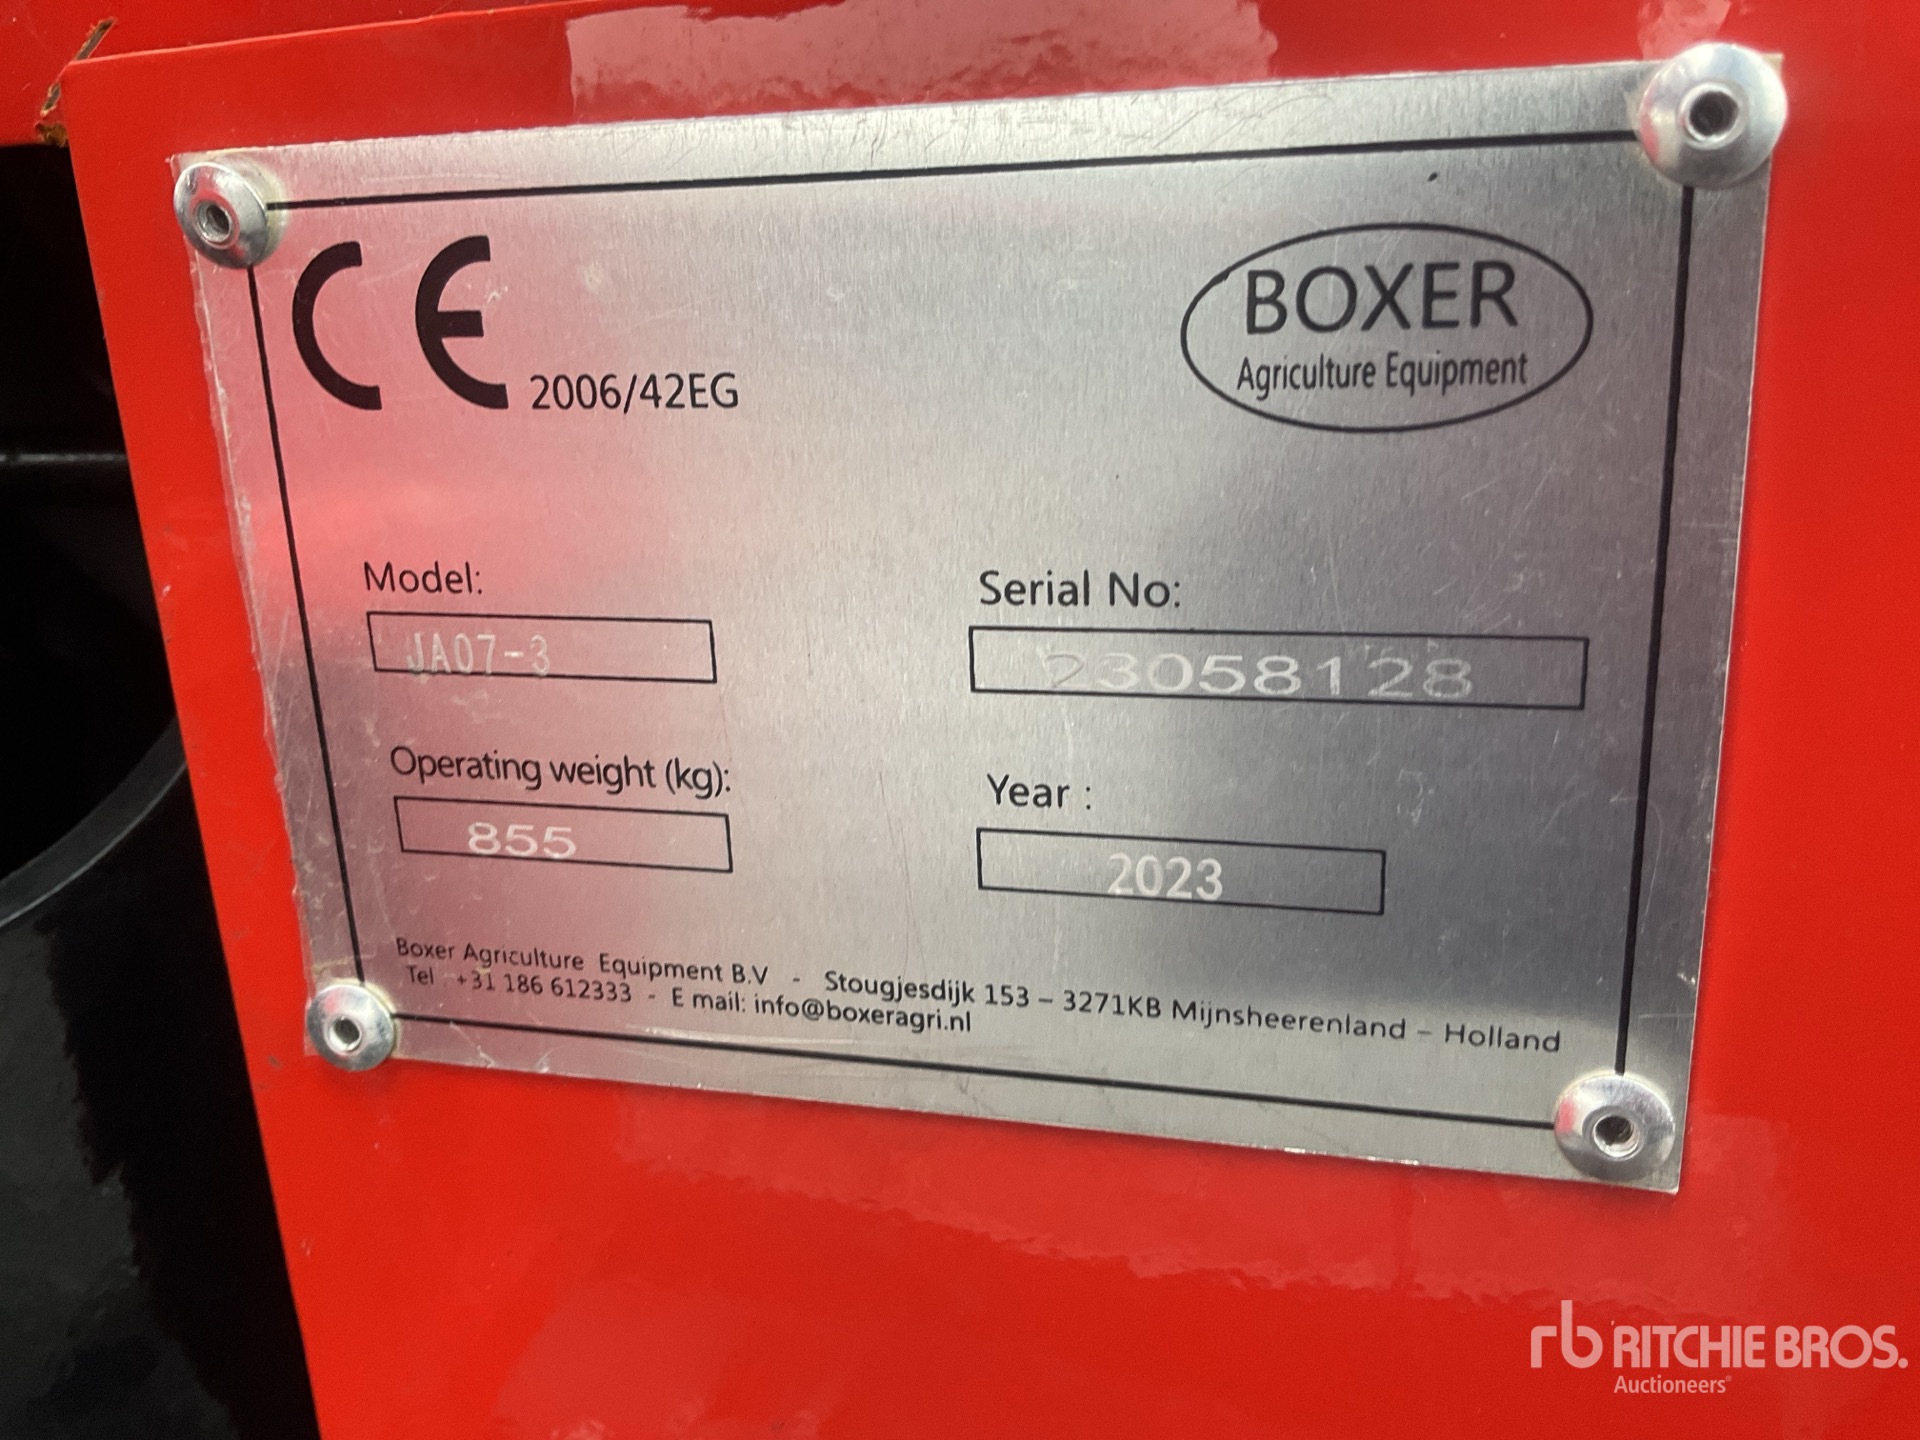 CE 2006/42EG
BOXER
Agriculture Equipment
Model:
JA07-3
Serial No:
23058128
Operating weight (kg):
855
Year :
2023
Boxer Agriculture Equipment B.V - Stougjesdijk 153 – 3271KB Mijnsheerenland – Holland
Tel +31 186 612333 - E mail: info@boxeragri.nl
rb RITCHIE BROS.
Auctioneers